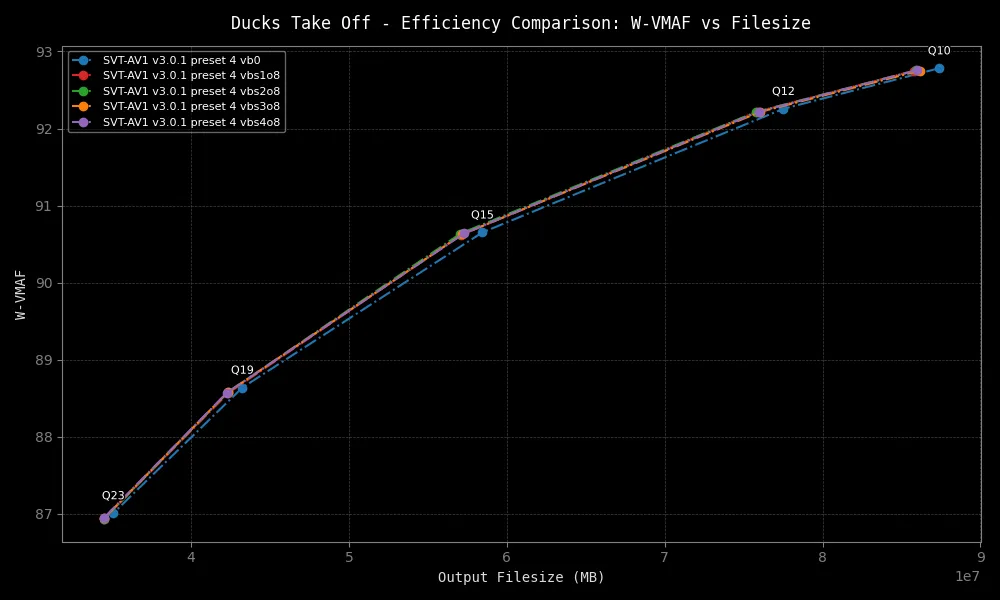 Ducks Take Off - Efficiency Comparison: W-VMAF vs Filesize
SVT-AV1 v3.0.1 preset 4 vb0
SVT-AV1 v3.0.1 preset 4 vbs1o8
SVT-AV1 v3.0.1 preset 4 vbs2o8
SVT-AV1 v3.0.1 preset 4 vbs3o8
SVT-AV1 v3.0.1 preset 4 vbs4o8
Q10
Q12
Q15
Q19
Q23
W-VMAF
93
92
91
90
89
88
87
4 5 6 7 8 9
1e7
Output Filesize (MB)